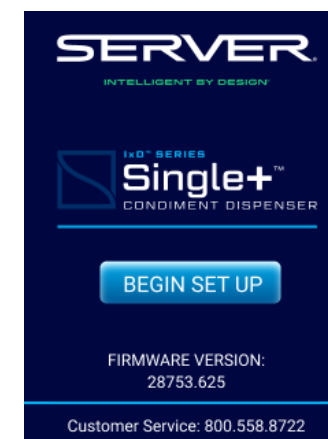 SERVER.
INTELLIGENT BY DESIGN®
IxD™ SERIES
Single+™
CONDIMENT DISPENSER
BEGIN SET UP
FIRMWARE VERSION:
28753.625
Customer Service: 800.558.8722